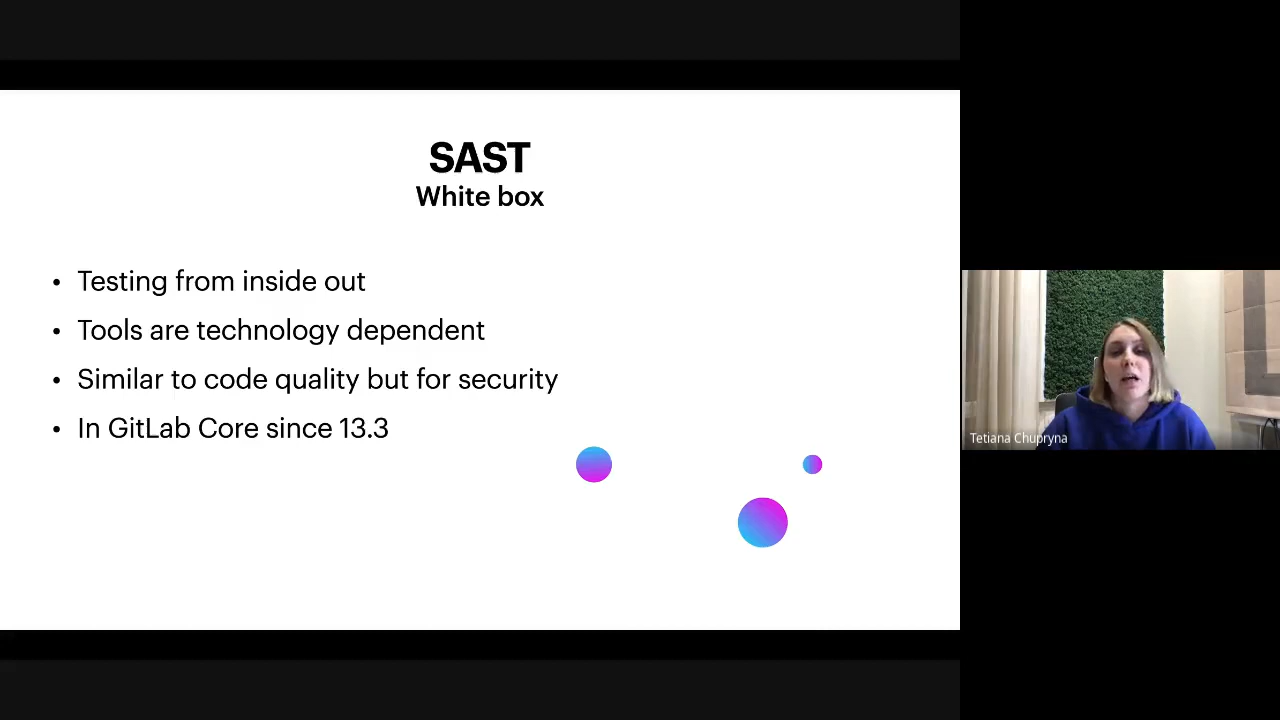 SAST
White box
• Testing from inside out
• Tools are technology dependent
• Similar to code quality but for security
• In GitLab Core since 13.3
Tetiana Chupryna